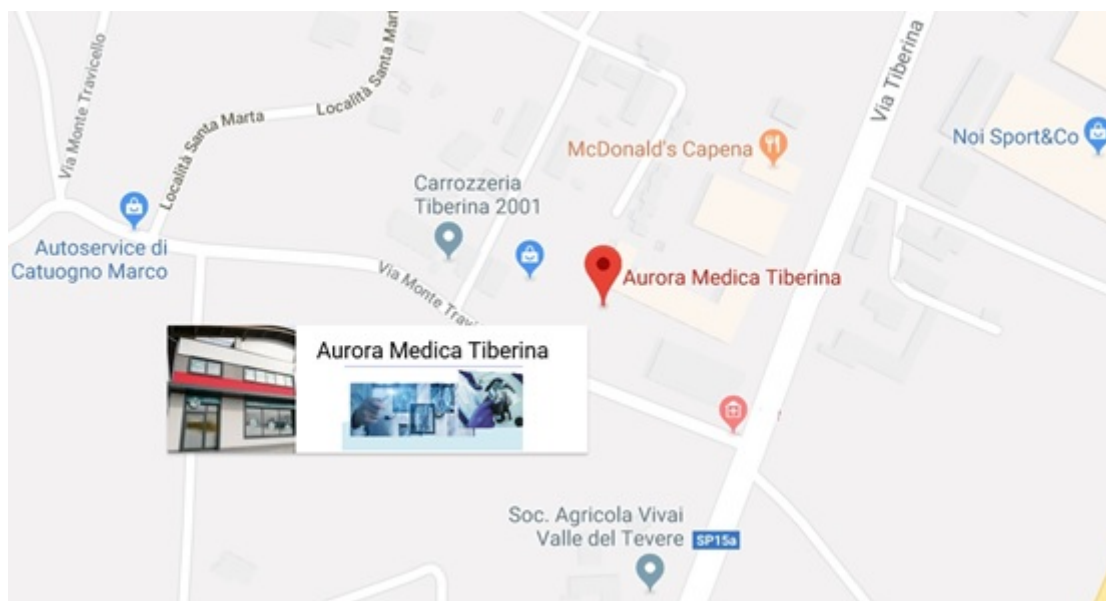 Via Monte Travicello
Località Santa Marta
Località Santa Mart
Via Tiberina
McDonald's Capena
Noi Sport&Co
Carrozzeria
Tiberina 2001
Autoservice di
Catuogno Marco
Via Monte Trav
Aurora Medica Tiberina
Aurora Medica Tiberina
Soc. Agricola Vivai
Valle del Tevere
SP15a